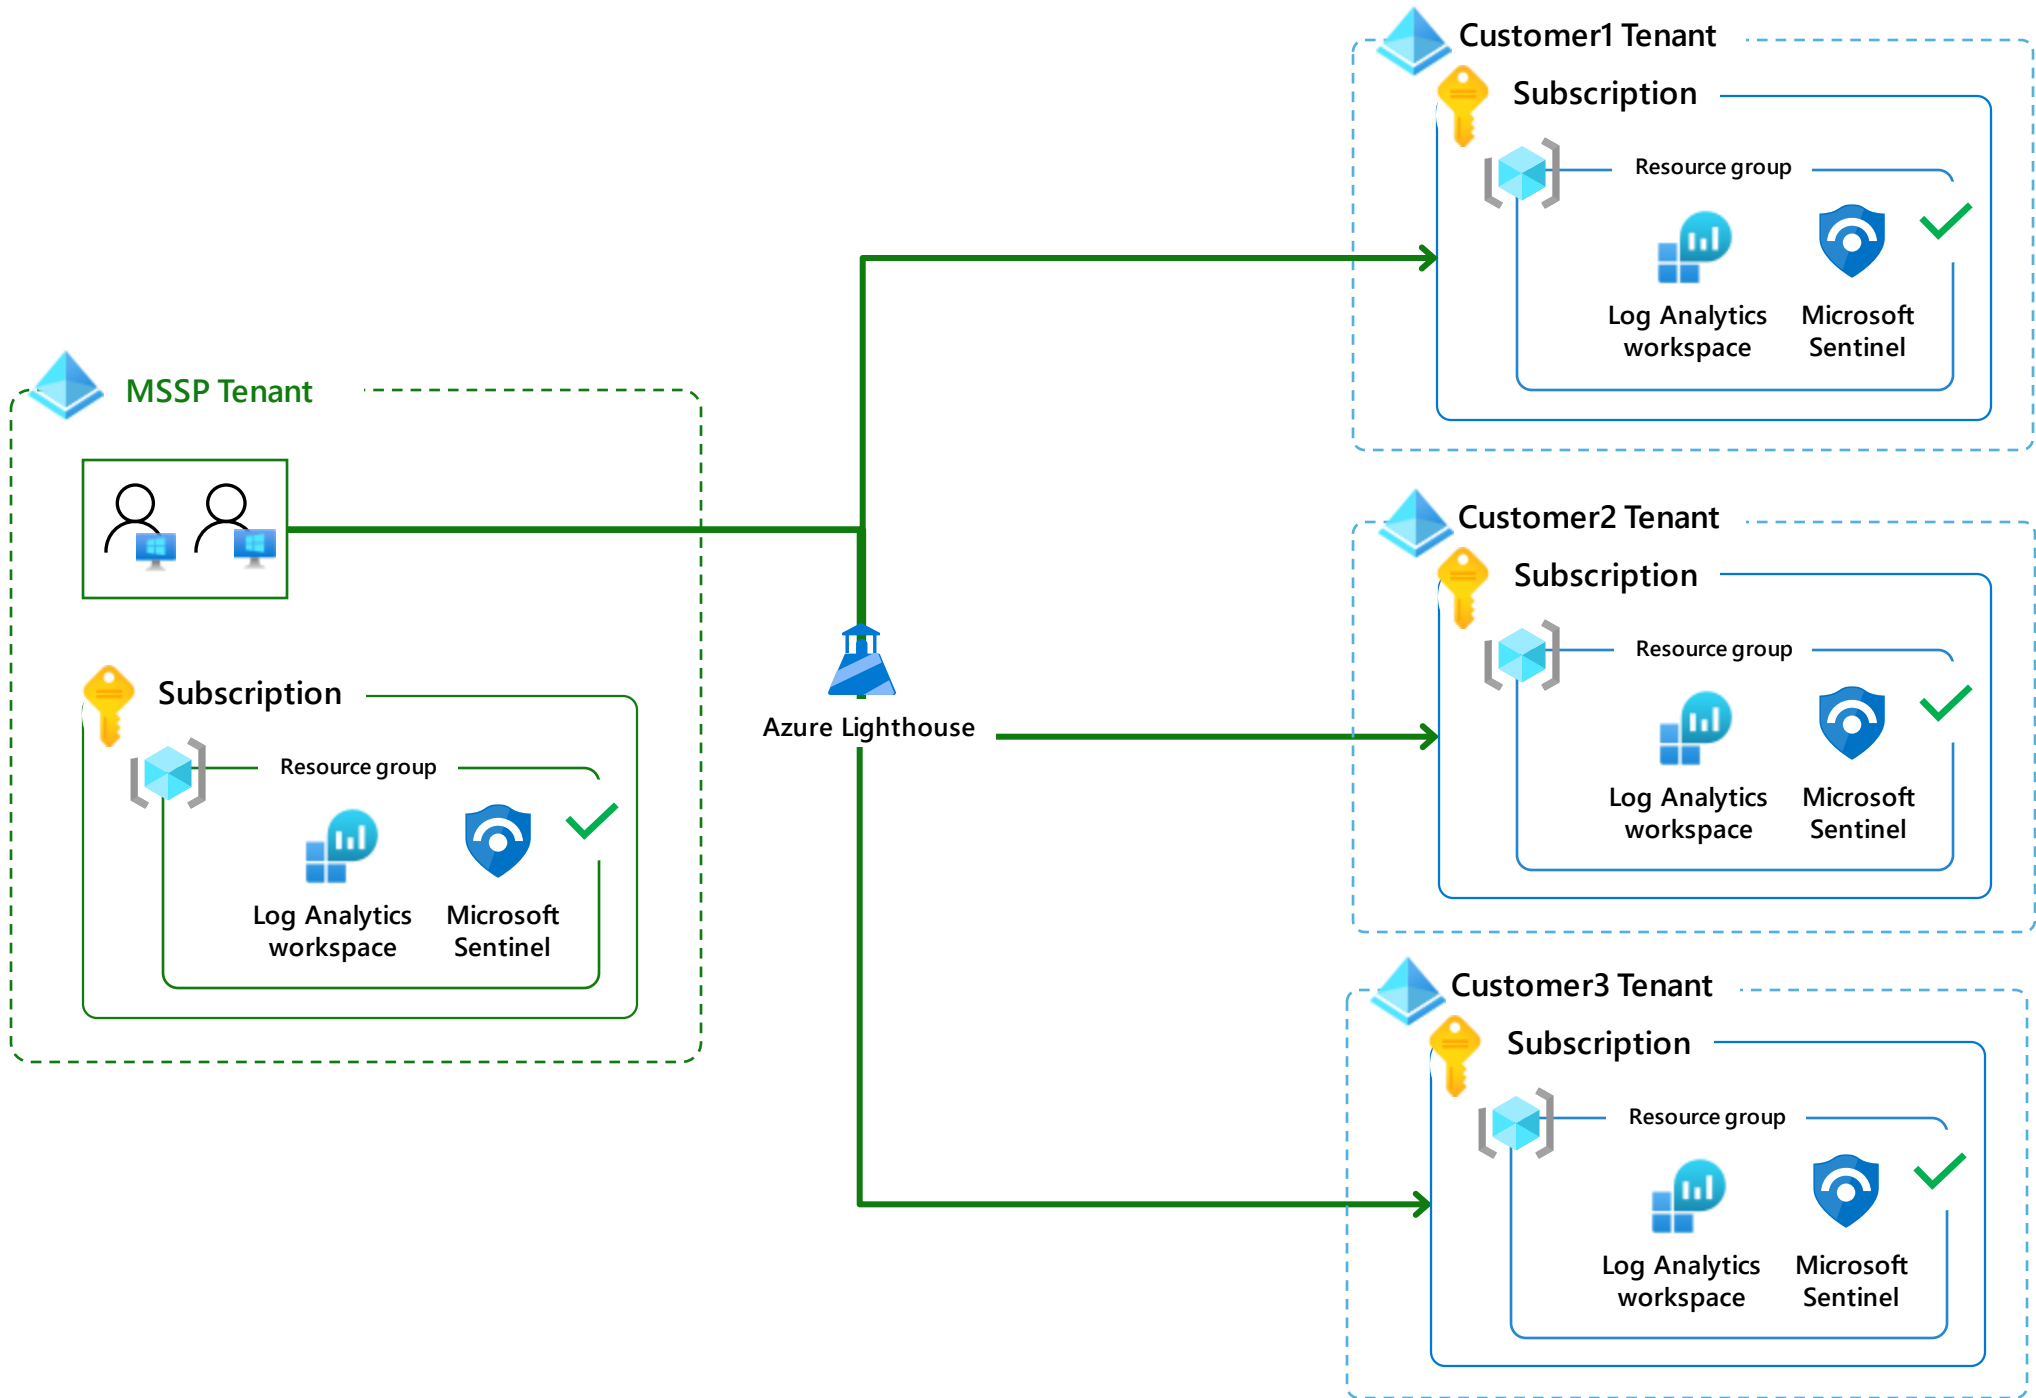 MSSP Tenant
Subscription
Resource group
Log Analytics
workspace
Microsoft
Sentinel
Azure Lighthouse
Customer1 Tenant
Subscription
Resource group
Log Analytics
workspace
Microsoft
Sentinel
Customer2 Tenant
Subscription
Resource group
Log Analytics
workspace
Microsoft
Sentinel
Customer3 Tenant
Subscription
Resource group
Log Analytics
workspace
Microsoft
Sentinel